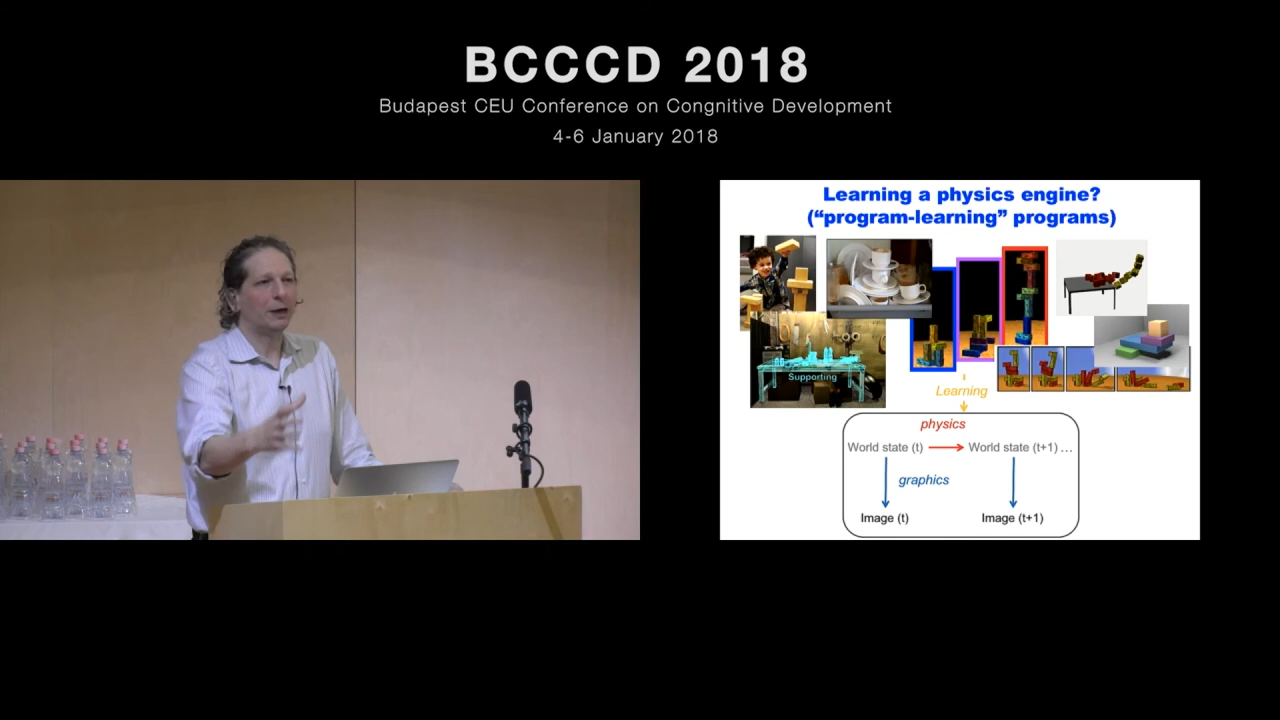 BCCCD 2018
Budapest CEU Conference on Congnitive Development
4-6 January 2018
Learning a physics engine?
(“program-learning” programs)
Supporting
Learning
physics
World state (t)
World state (t+1) ...
graphics
Image (t)
Image (t+1)